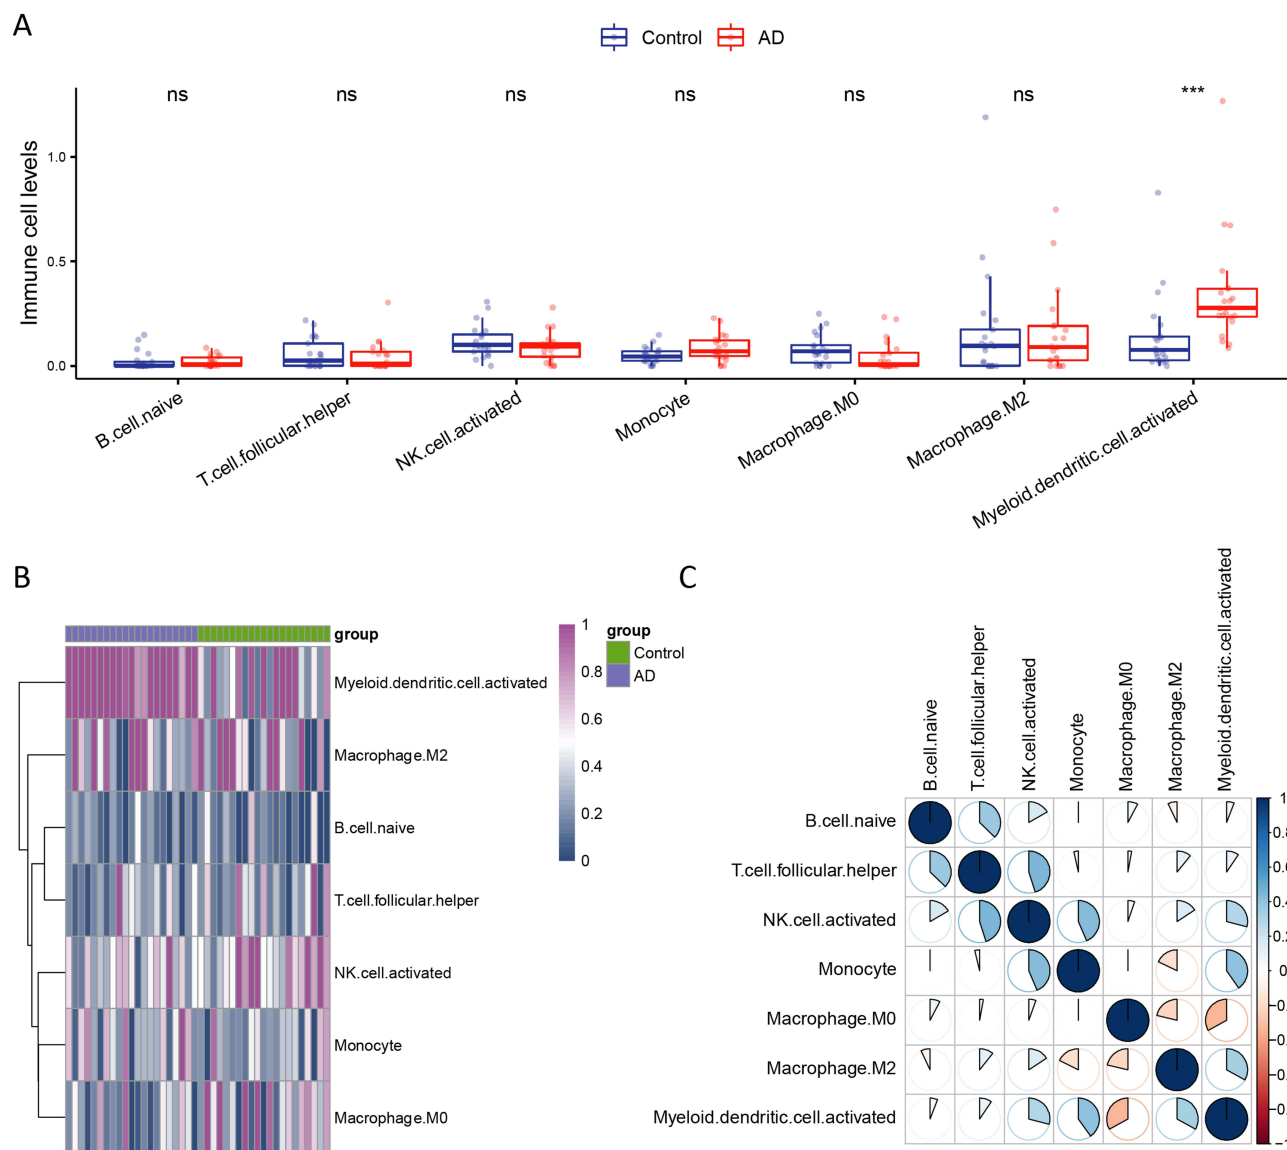 A
Control AD
ns ns ns ns ns ns ***
Immune cell levels
1.0
0.5
0.0
B.cell.naive
T.cell.follicular.helper
NK.cell.activated
Monocyte
Macrophage.M0
Macrophage.M2
Myeloid.dendritic.cell.activated
B
group
Myeloid.dendritic.cell.activated
Macrophage.M2
B.cell.naive
T.cell.follicular.helper
NK.cell.activated
Monocyte
Macrophage.M0
1
0.8
0.6
0.4
0.2
0
group
Control
AD
C
B.cell.naive
T.cell.follicular.helper
NK.cell.activated
Monocyte
Macrophage.M0
Macrophage.M2
Myeloid.dendritic.cell.activated
B.cell.naive
T.cell.follicular.helper
NK.cell.activated
Monocyte
Macrophage.M0
Macrophage.M2
Myeloid.dendritic.cell.activated
1